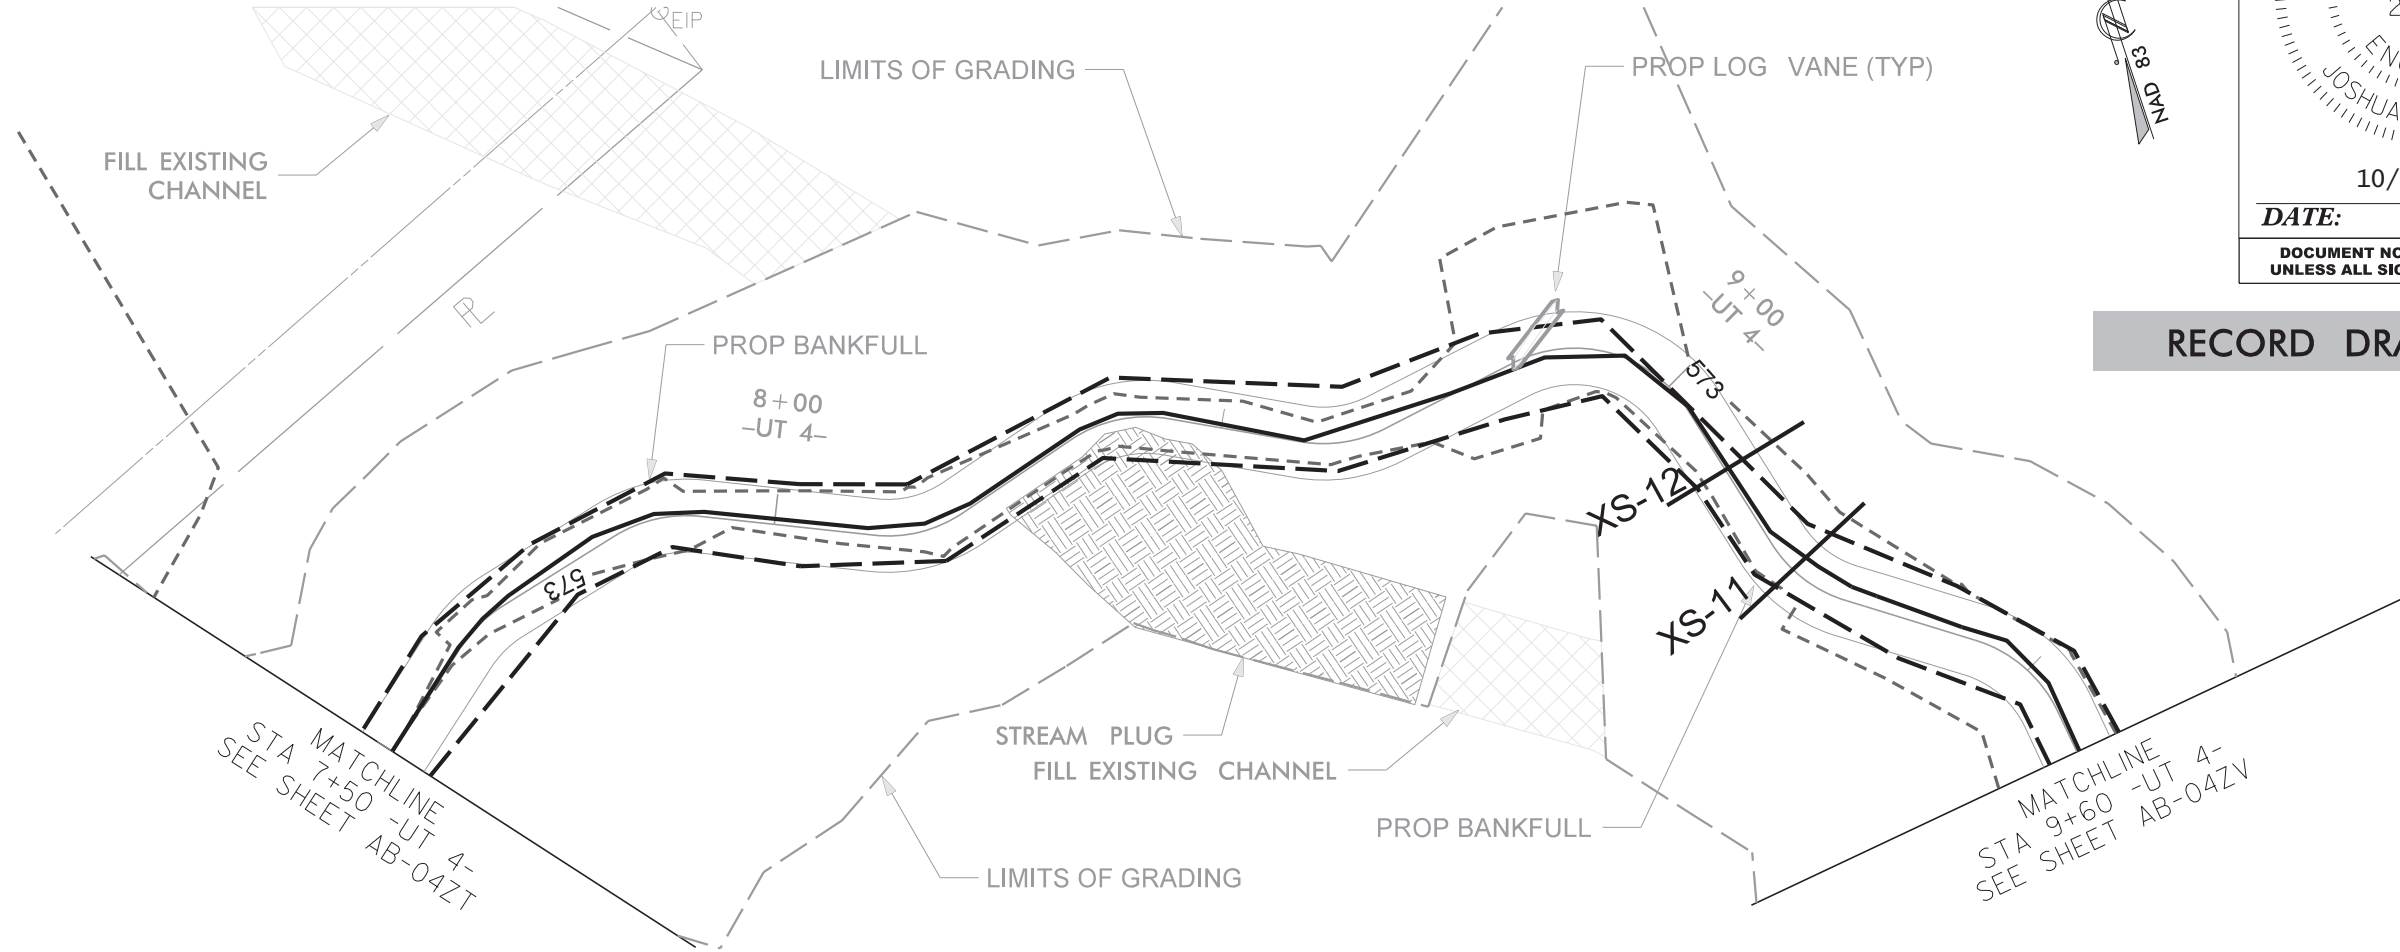 EIP
LIMITS OF GRADING
PROP LOG VANE (TYP)
NAD 83
JOSHUA
10/
DATE:
DOCUMENT NO
UNLESS ALL SIG
FILL EXISTING
CHANNEL
PL
9+00
-UT 4-
RECORD DRA
PROP BANKFULL
8+00
-UT 4-
573
573
XS-12
XS-11
STREAM PLUG
FILL EXISTING CHANNEL
PROP BANKFULL
LIMITS OF GRADING
MATCHLINE
STA 7+50 -UT 4-
SEE SHEET AB-04ZT
MATCHLINE
STA 9+60 -UT 4-
SEE SHEET AB-04ZV